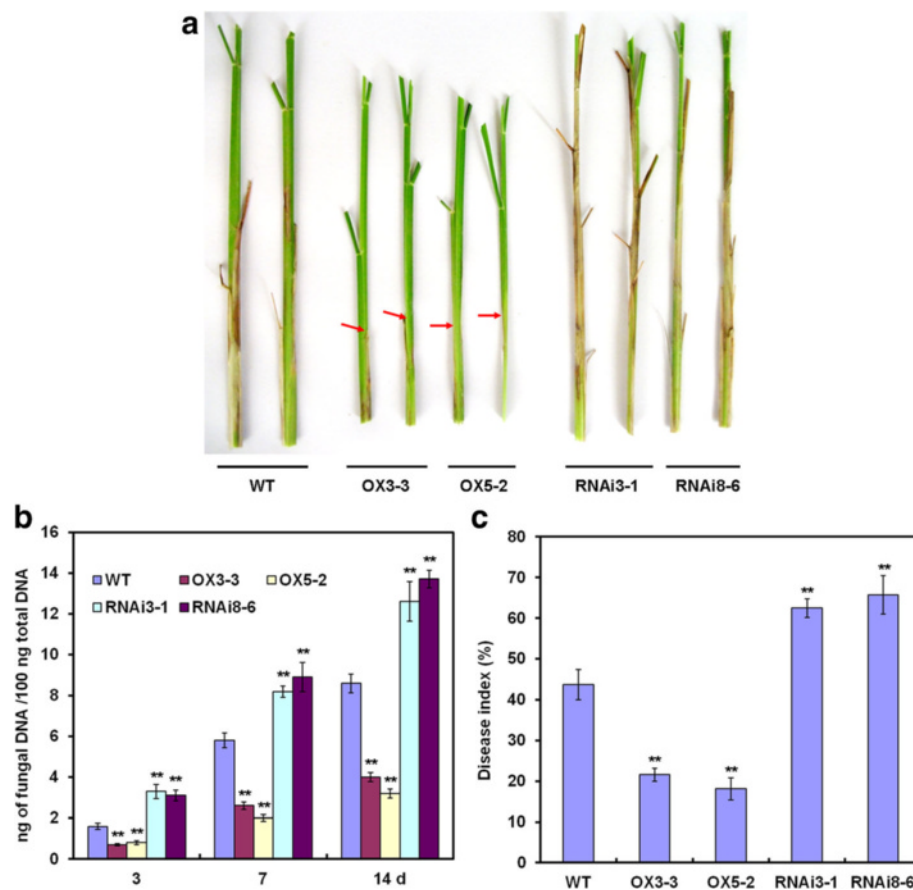 a
WT OX3-3 OX5-2 RNAi3-1 RNAi8-6
b
ng of fungal DNA /100 ng total DNA
16
14
12
10
8
6
4
2
0
WT OX3-3 OX5-2
RNAi3-1 RNAi8-6
** ** ** **
** ** ** **
** ** ** **
3 7 14 d
c
Disease index (%)
80
70
60
50
40
30
20
10
0
** ** ** **
WT OX3-3 OX5-2 RNAi3-1 RNAi8-6